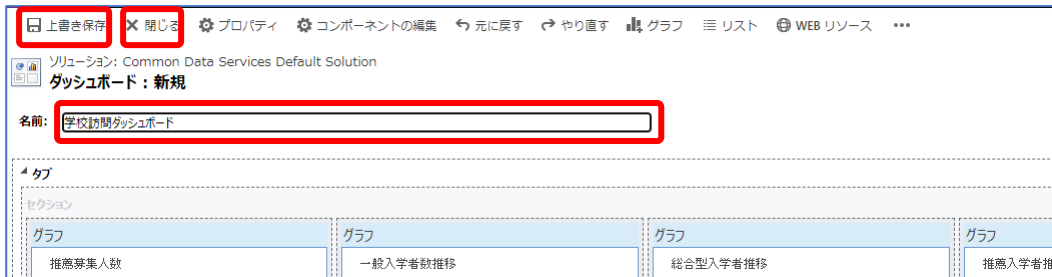 上書き保存 閉じる プロパティ コンポーネントの編集 元に戻す やり直す グラフ リスト WEB リソース •••
ソリューション: Common Data Services Default Solution
ダッシュボード : 新規
名前: 学校訪問ダッシュボード
タブ
セクション
グラフ グラフ グラフ グラフ
推薦募集人数 一般入学者数推移 総合型入学者推移 推薦入学者推